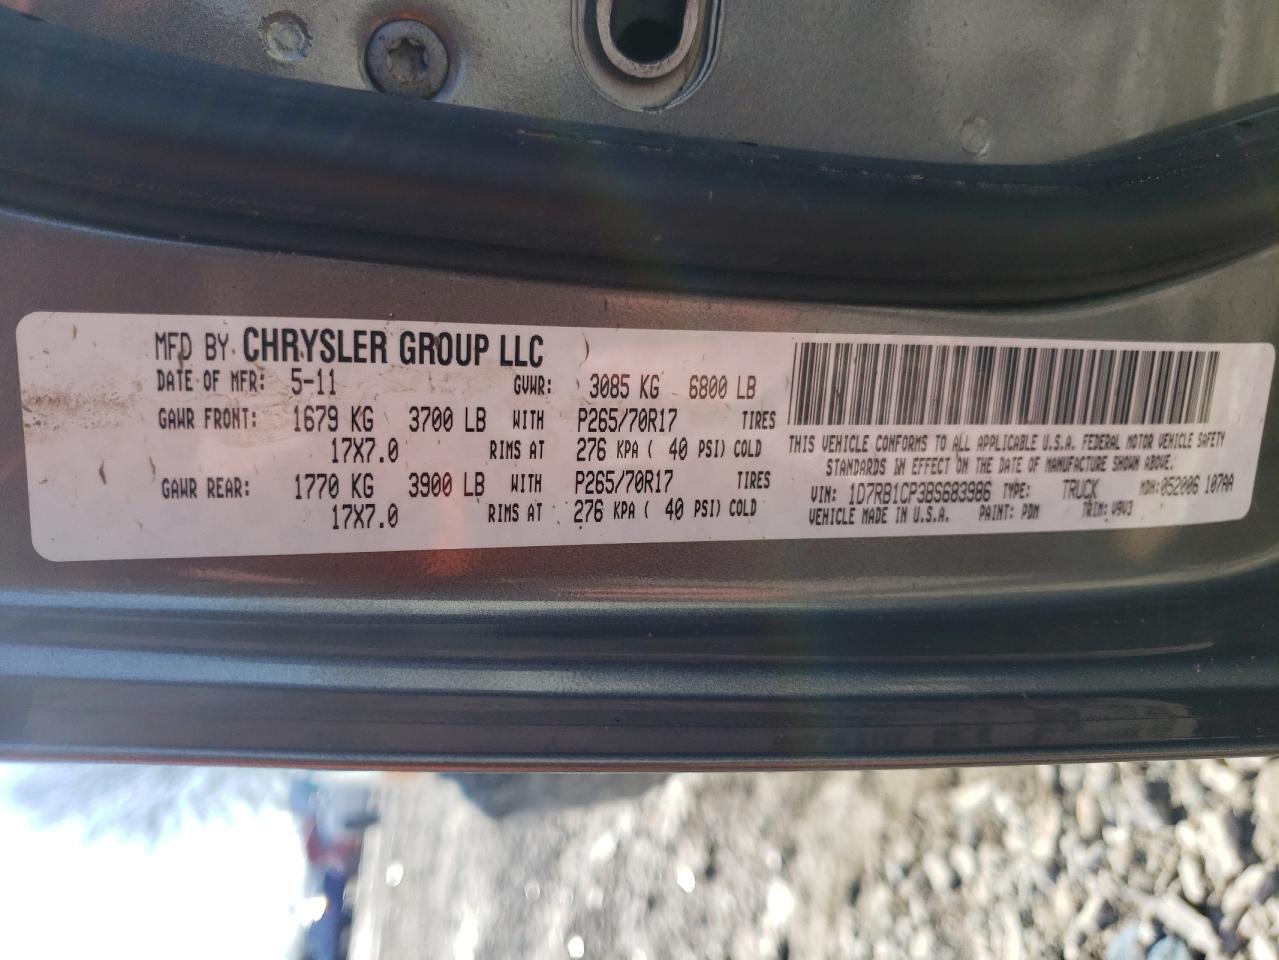 MFD BY CHRYSLER GROUP LLC
DATE OF MFR: 5-11 GVWR: 3085 KG 6800 LB
GAWR FRONT: 1679 KG 3700 LB WITH P265/70R17 TIRES
17X7.0 RIMS AT 276 KPA ( 40 PSI) COLD
GAWR REAR: 1770 KG 3900 LB WITH P265/70R17 TIRES
17X7.0 RIMS AT 276 KPA ( 40 PSI) COLD
THIS VEHICLE CONFORMS TO ALL APPLICABLE U.S.A. FEDERAL MOTOR VEHICLE SAFETY
STANDARDS IN EFFECT ON THE DATE OF MANUFACTURE SHOWN ABOVE.
VIN: 1D7RB1CP3BS683986 TYPE: TRUCK MDH: 052006 107AA
VEHICLE MADE IN U.S.A. PAINT: PDM TRIM: V9V3